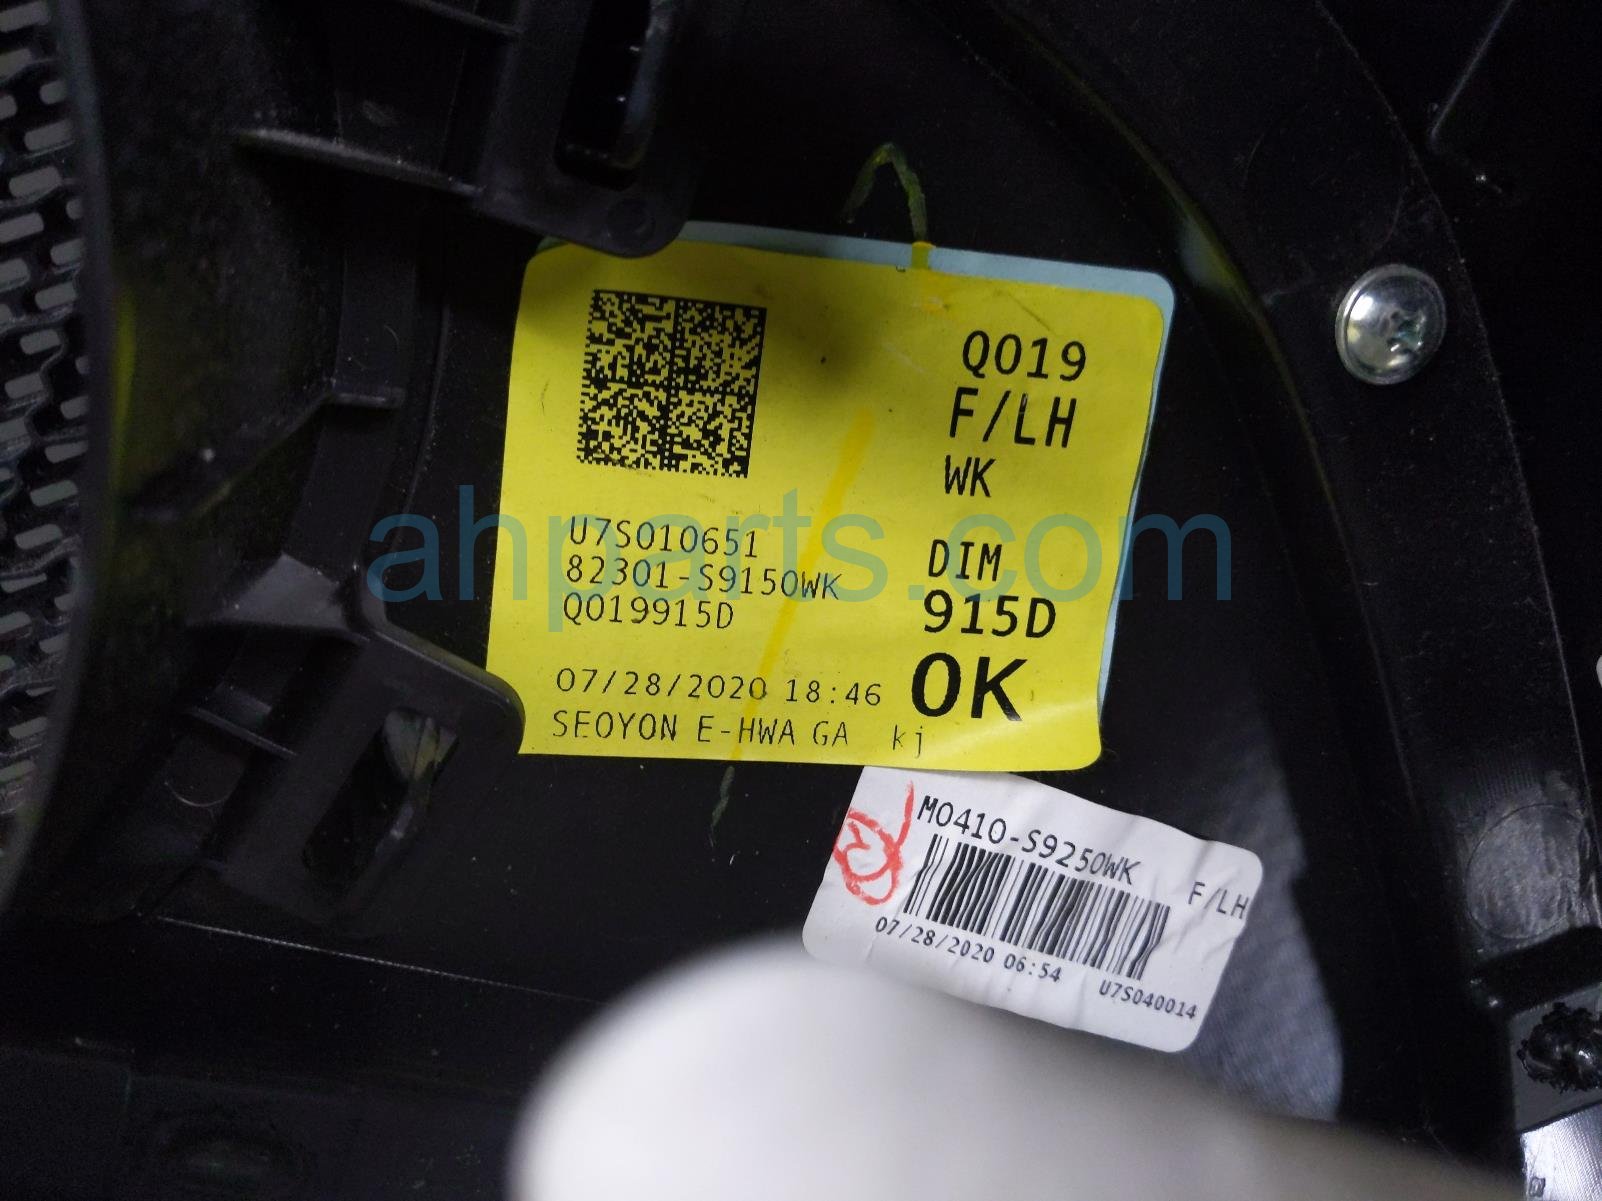 Q019
F/LH
WK
U7S010651
82301-S9150WK
Q019915D
DIM
915D
OK
07/28/2020 18:46
SEOYON E-HWA GA kj
ahparts.com
M0410-S9250WK
F/LH
07/28/2020 06:54
U7S040014